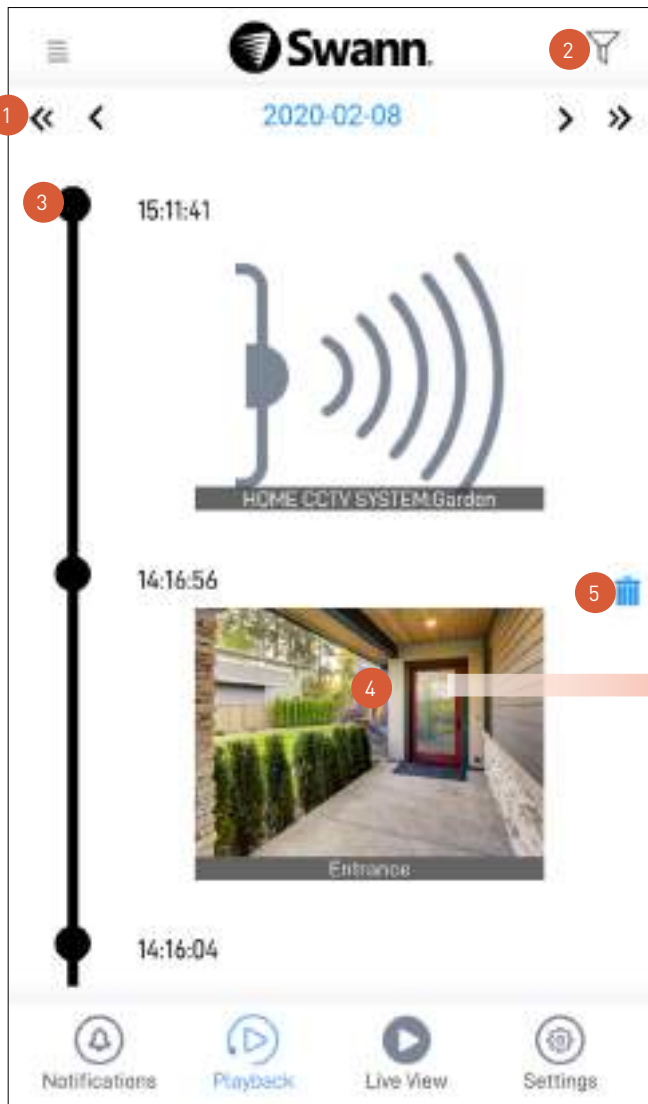 Swann
2
1
2020-02-08
3
15:11:41
HOME CCTV SYSTEM:Garden
14:16:56
5
4
Entrance
14:16:04
Notifications
Playback
Live View
Settings